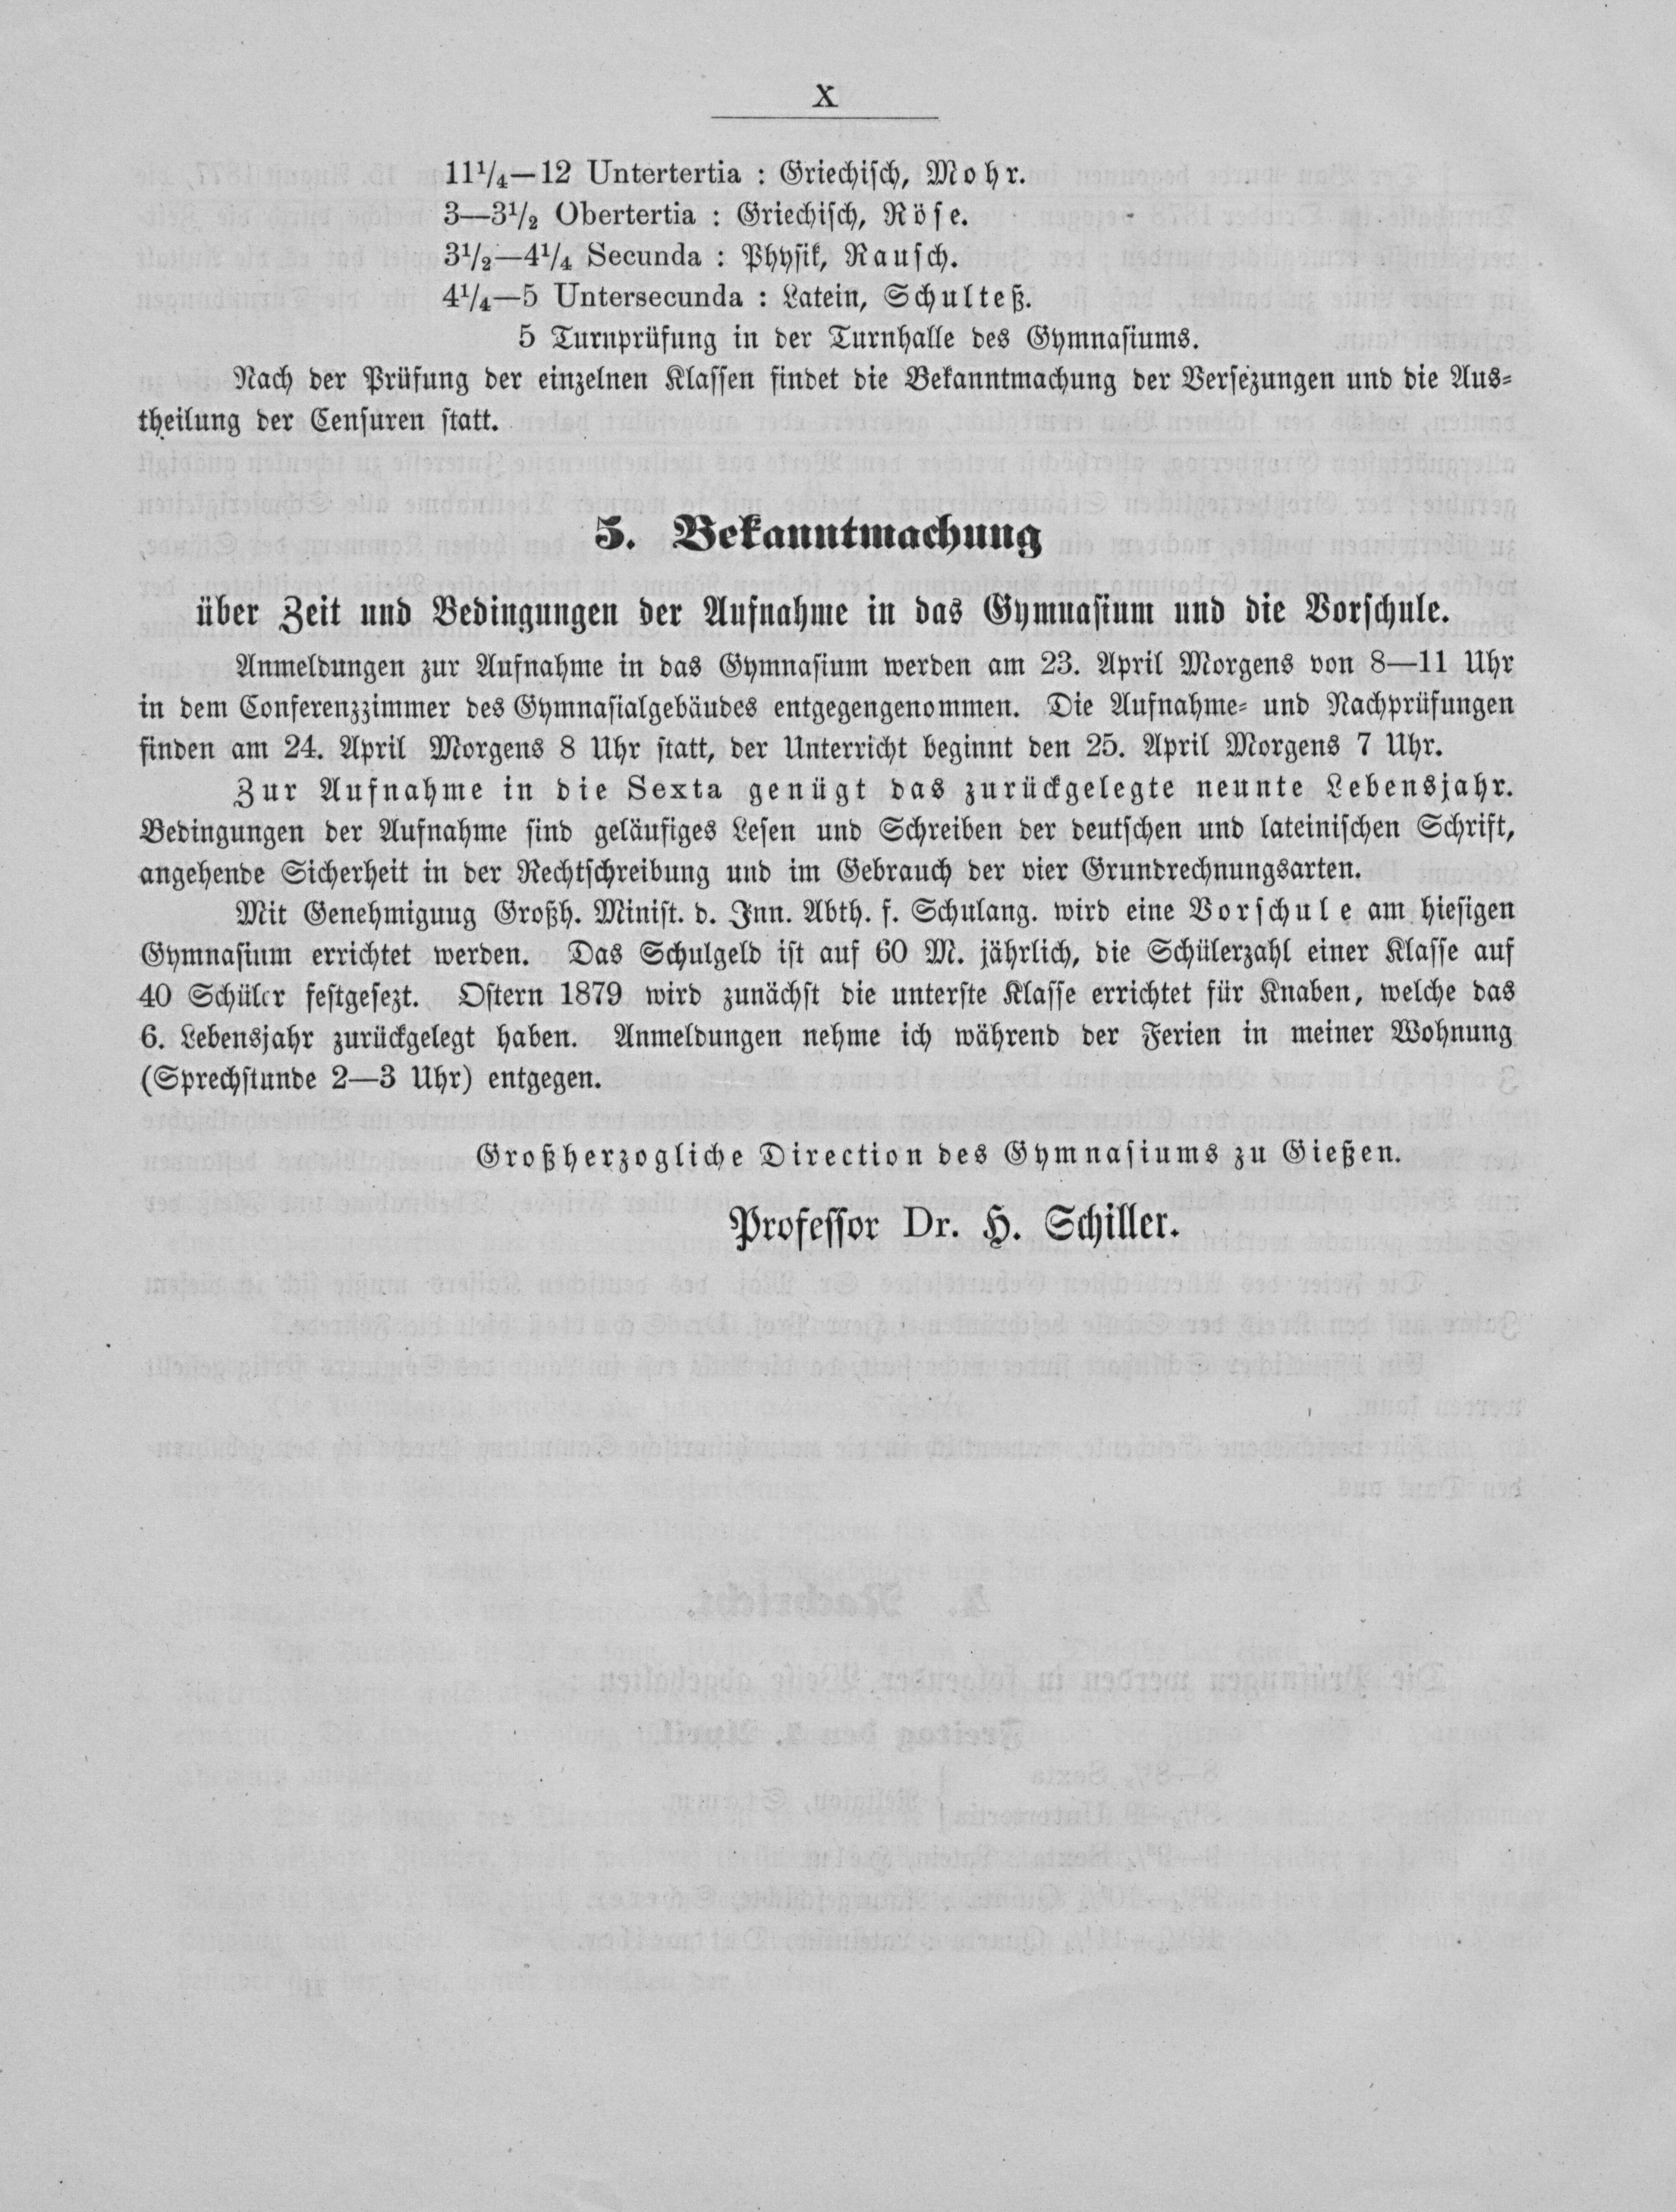 X
11¹/₄—12 Untertertia : Griechisch, Mohr.
3—3¹/₂ Obertertia : Griechisch, Röse.
3¹/₂—4¹/₄ Secunda : Physik, Rausch.
4¹/₄—5 Untersecunda : Latein, Schulteß.
5 Turnprüfung in der Turnhalle des Gymnasiums.
Nach der Prüfung der einzelnen Klassen findet die Bekanntmachung der Versezungen und die Aus-
theilung der Censuren statt.
5. Bekanntmachung
über Zeit und Bedingungen der Aufnahme in das Gymnasium und die Vorschule.
Anmeldungen zur Aufnahme in das Gymnasium werden am 23. April Morgens von 8—11 Uhr
in dem Conferenzzimmer des Gymnasialgebäudes entgegengenommen. Die Aufnahme- und Nachprüfungen
finden am 24. April Morgens 8 Uhr statt, der Unterricht beginnt den 25. April Morgens 7 Uhr.
Zur Aufnahme in die Sexta genügt das zurückgelegte neunte Lebensjahr.
Bedingungen der Aufnahme sind geläufiges Lesen und Schreiben der deutschen und lateinischen Schrift,
angehende Sicherheit in der Rechtschreibung und im Gebrauch der vier Grundrechnungsarten.
Mit Genehmigung Großh. Minist. d. Inn. Abth. f. Schulang. wird eine Vorschule am hiesigen
Gymnasium errichtet werden. Das Schulgeld ist auf 60 M. jährlich, die Schülerzahl einer Klasse auf
40 Schüler festgesezt. Ostern 1879 wird zunächst die unterste Klasse errichtet für Knaben, welche das
6. Lebensjahr zurückgelegt haben. Anmeldungen nehme ich während der Ferien in meiner Wohnung
(Sprechstunde 2—3 Uhr) entgegen.
Großherzogliche Direction des Gymnasiums zu Gießen.
Professor Dr. H. Schiller.